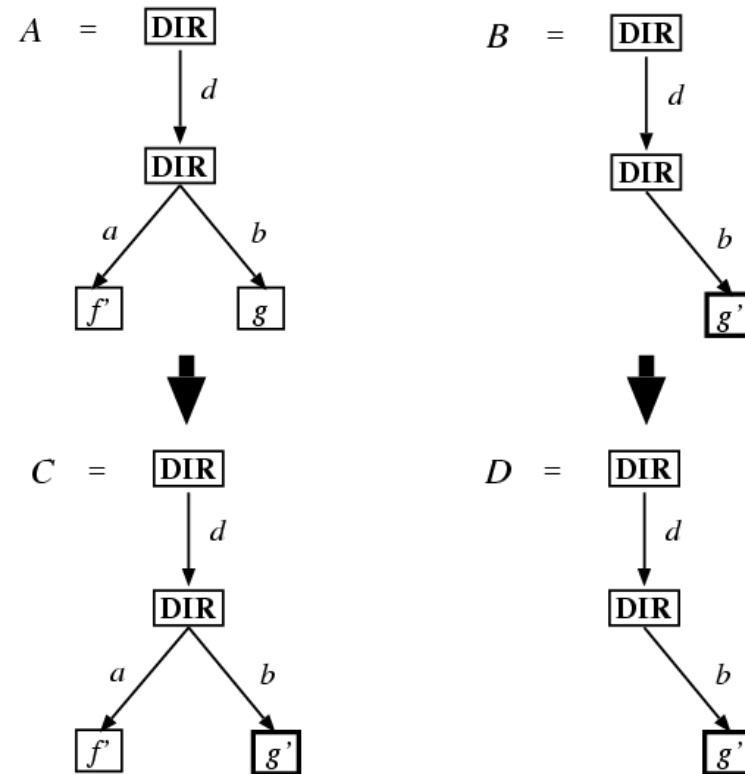 A = DIR
d
DIR
a b
f' g
B = DIR
d
DIR
b
g'
C = DIR
d
DIR
a b
f' g'
D = DIR
d
DIR
b
g'